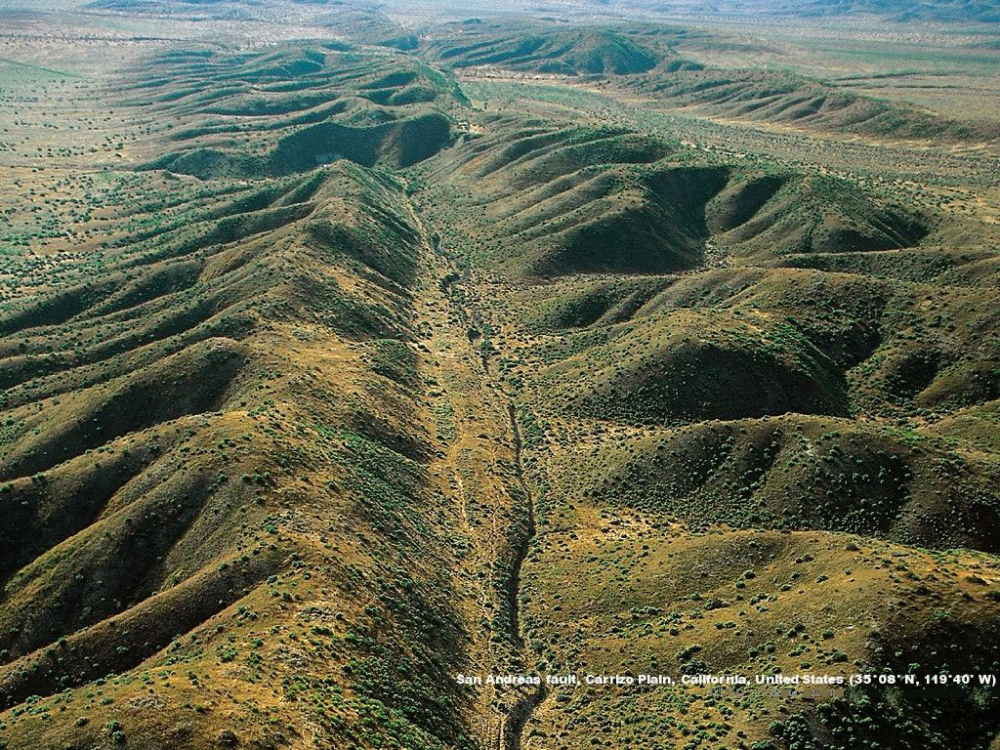 San Andreas fault, Carrizo Plain, California, United States (35°08' N, 119°40' W)